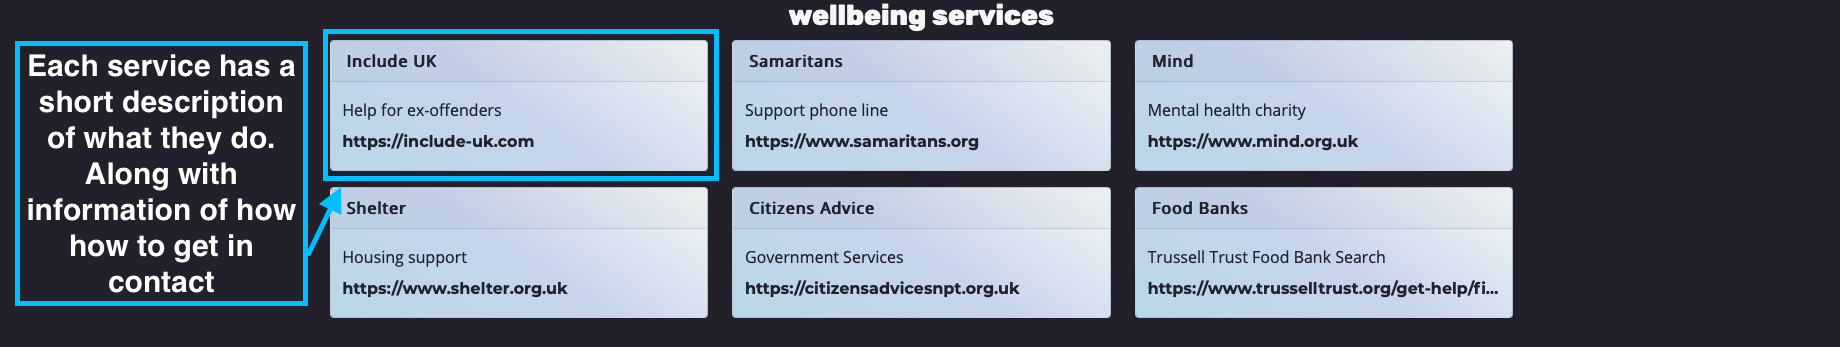 wellbeing services
Each service has a
short description
of what they do.
Along with
information of how
how to get in
contact
Include UK
Help for ex-offenders
https://include-uk.com
Samaritans
Support phone line
https://www.samaritans.org
Mind
Mental health charity
https://www.mind.org.uk
Shelter
Housing support
https://www.shelter.org.uk
Citizens Advice
Government Services
https://citizensadvicesnpt.org.uk
Food Banks
Trussell Trust Food Bank Search
https://www.trusselltrust.org/get-help/fi...